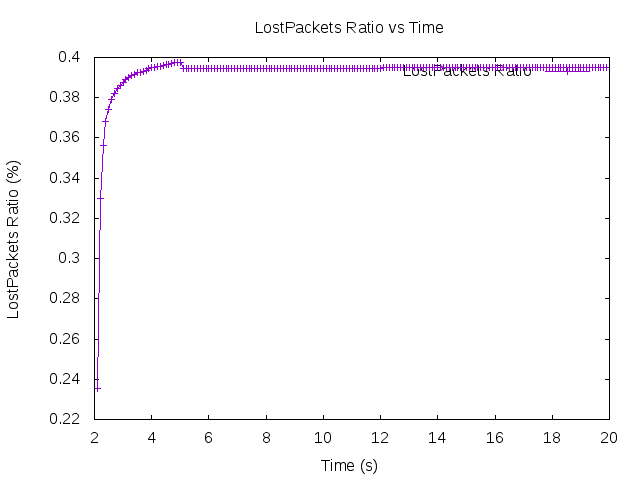 LostPackets Ratio vs Time
0.4
0.38
0.36
0.34
0.32
0.3
0.28
0.26
0.24
0.22
LostPackets Ratio (%)
LostPackets Ratio
2 4 6 8 10 12 14 16 18 20
Time (s)